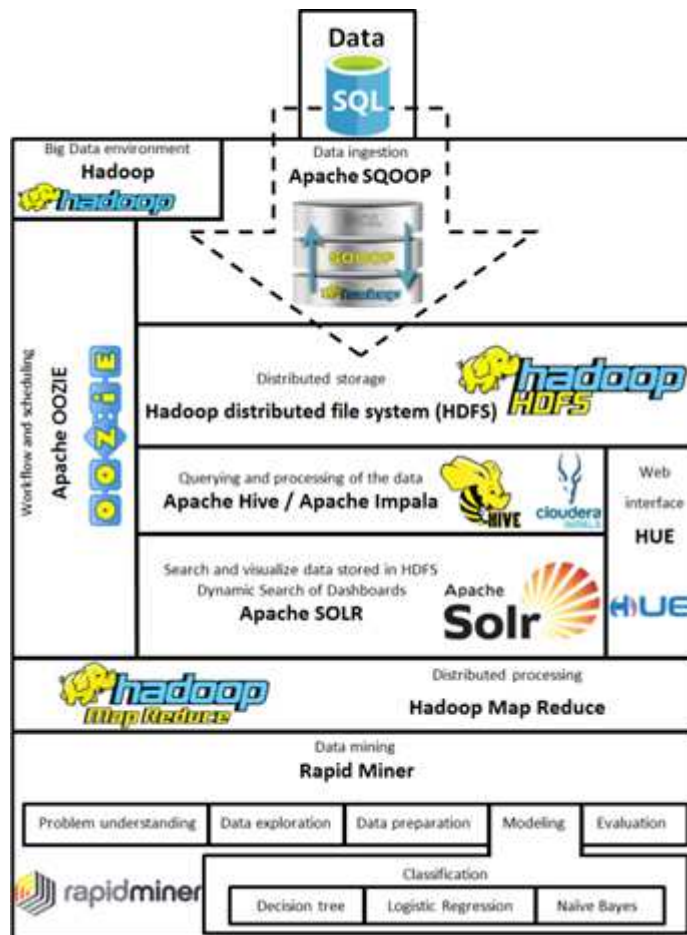 Data
SQL
Big Data environment
Hadoop
hadoop
Data ingestion
Apache SQOOP
SQOOP
hadoop
Workflow and scheduling
Apache OOZIE
OOZiE
Distributed storage
Hadoop distributed file system (HDFS)
hadoop
HDFS
Querying and processing of the data
Apache Hive / Apache Impala
HIVE
cloudera
IMPALA
Web
interface
HUE
HUE
Search and visualize data stored in HDFS
Dynamic Search of Dashboards
Apache SOLR
Apache
Solr
hadoop
Map Reduce
Distributed processing
Hadoop Map Reduce
Data mining
Rapid Miner
Problem understanding
Data exploration
Data preparation
Modeling
Evaluation
rapidminer
Classification
Decision tree
Logistic Regression
Naïve Bayes